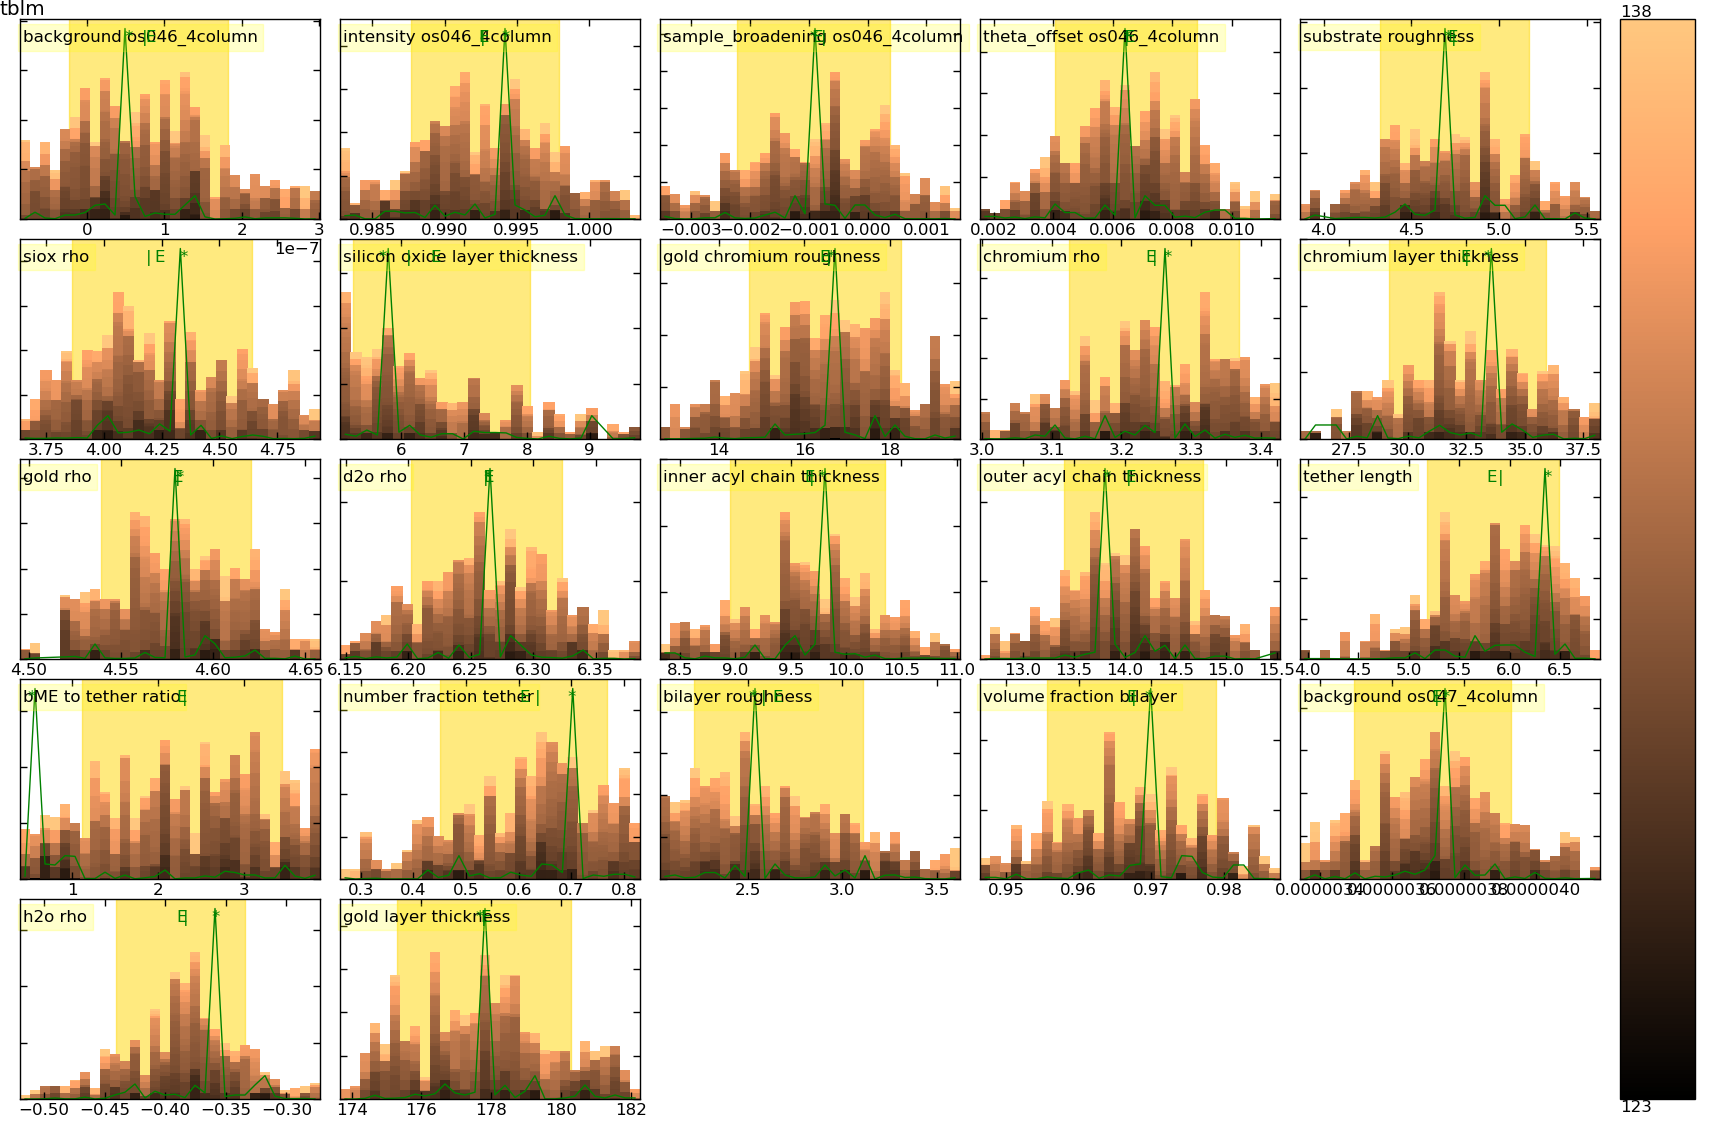 tblm
138
background os046_4column
intensity os046_4column
sample_broadening os046_4column
theta_offset os046_4column
substrate roughness
0 1 2 3
0.985 0.990 0.995 1.000
−0.003 −0.002 −0.001 0.000 0.001
0.002 0.004 0.006 0.008 0.010
4.0 4.5 5.0 5.5
1e−7
siox rho
| E *
silicon oxide layer thickness
gold chromium roughness
chromium rho
E| *
chromium layer thickness
3.75 4.00 4.25 4.50 4.75
6 7 8 9
14 16 18
3.0 3.1 3.2 3.3 3.4
27.5 30.0 32.5 35.0 37.5
gold rho
d2o rho
inner acyl chain thickness
outer acyl chain thickness
tether length
E| *
4.50 4.55 4.60 4.65
6.15 6.20 6.25 6.30 6.35
8.5 9.0 9.5 10.0 10.5 11.0
13.0 13.5 14.0 14.5 15.0 15.5
4.0 4.5 5.0 5.5 6.0 6.5
bME to tether ratio
number fraction tether
E | *
bilayer roughness
volume fraction bilayer
background os047_4column
1 2 3
0.3 0.4 0.5 0.6 0.7 0.8
2.5 3.0 3.5
0.95 0.96 0.97 0.98
0.0000034 0.0000036 0.0000038 0.0000040
h2o rho
E| *
gold layer thickness
−0.50 −0.45 −0.40 −0.35 −0.30
174 176 178 180 182
123